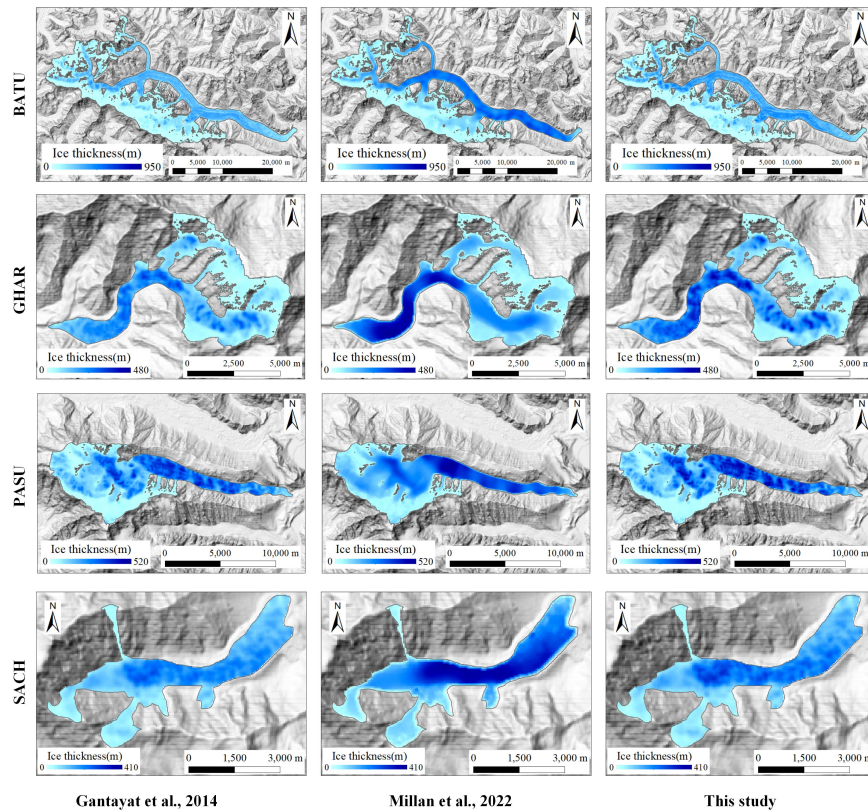 BATU
N
Ice thickness(m)
0 950
0 5,000 10,000 20,000 m
N
Ice thickness(m)
0 950
0 5,000 10,000 20,000 m
N
Ice thickness(m)
0 950
0 5,000 10,000 20,000 m
GHAR
N
Ice thickness(m)
0 480
0 2,500 5,000 m
N
Ice thickness(m)
0 480
0 2,500 5,000 m
N
Ice thickness(m)
0 480
0 2,500 5,000 m
PASU
N
Ice thickness(m)
0 520
0 5,000 10,000 m
N
Ice thickness(m)
0 520
0 5,000 10,000 m
N
Ice thickness(m)
0 520
0 5,000 10,000 m
SACH
N
Ice thickness(m)
0 410
0 1,500 3,000 m
N
Ice thickness(m)
0 410
0 1,500 3,000 m
N
Ice thickness(m)
0 410
0 1,500 3,000 m
Gantayat et al., 2014
Millan et al., 2022
This study